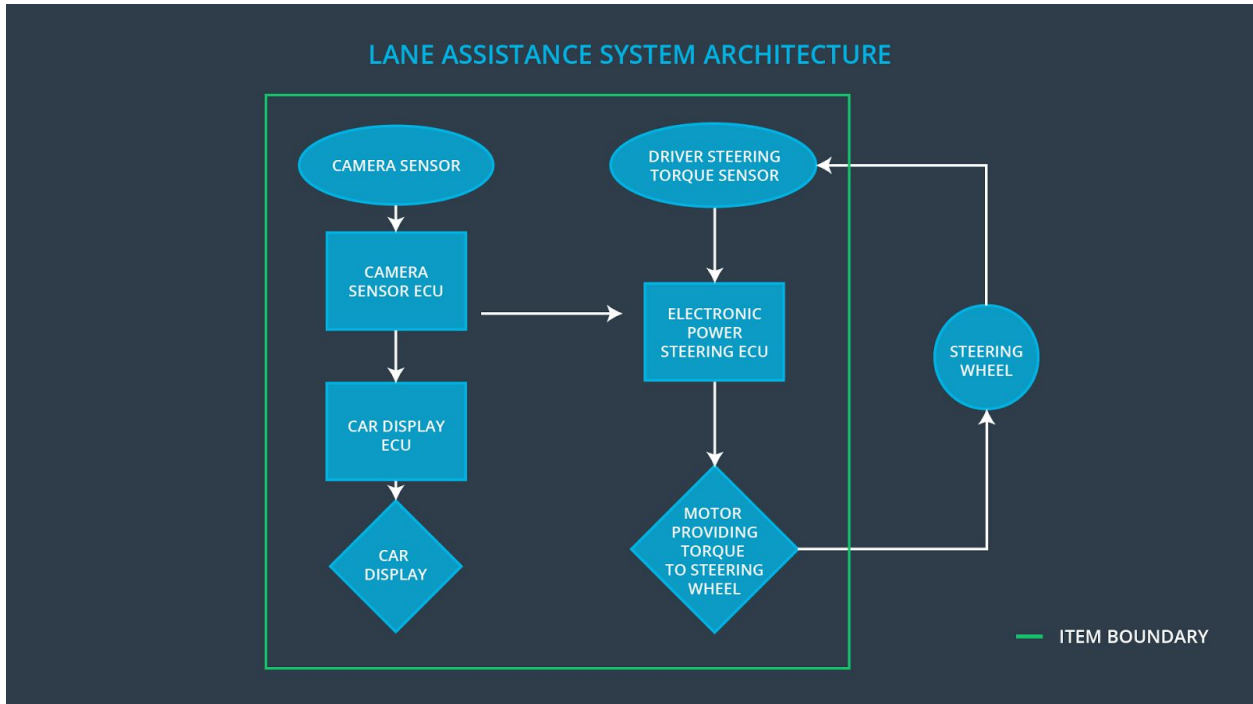 LANE ASSISTANCE SYSTEM ARCHITECTURE
CAMERA SENSOR
DRIVER STEERING
TORQUE SENSOR
CAMERA
SENSOR ECU
ELECTRONIC
POWER
STEERING ECU
STEERING
WHEEL
CAR DISPLAY
ECU
CAR
DISPLAY
MOTOR
PROVIDING
TORQUE
TO STEERING
WHEEL
ITEM BOUNDARY